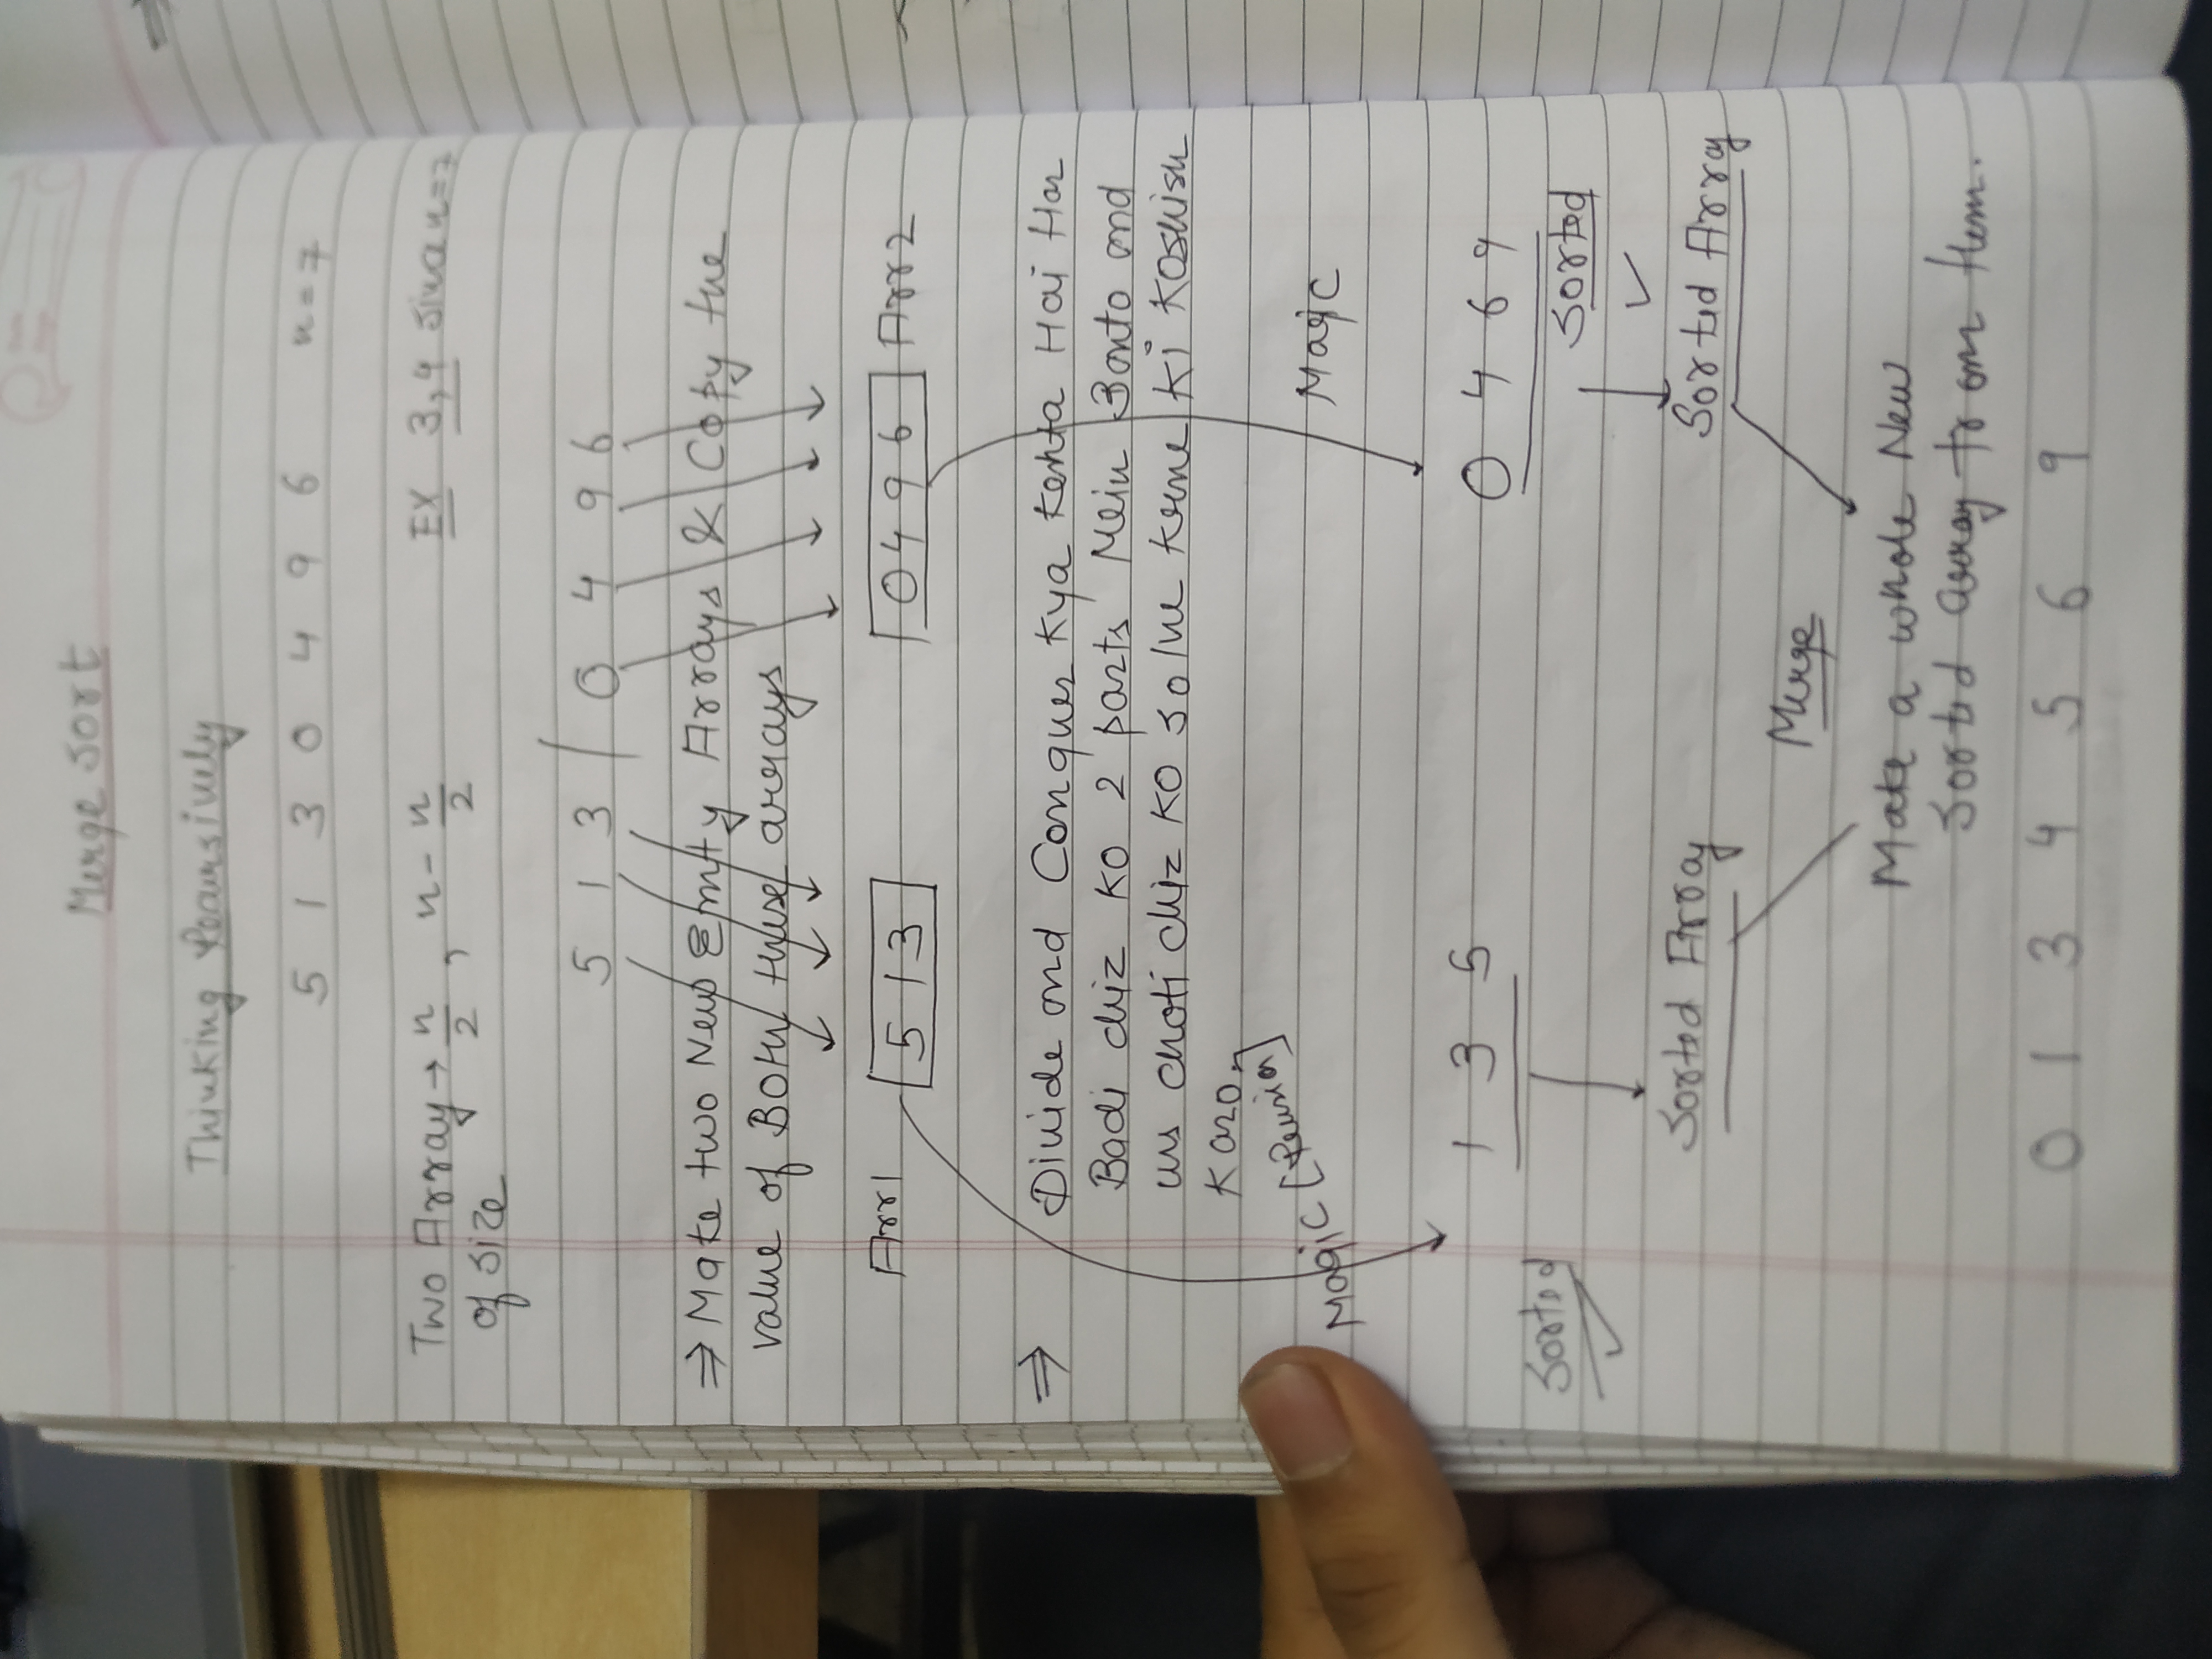 Merge Sort
Thinking Recursively
5 1 3 0 4 9 6 n = 7
Two Array → n/2 , n - n/2 EX 3,4 Since n=7
of size
5 1 3 / 0 4 9 6
⇒ Make two New Empty Arrays & Copy the
value of Both these arrays
Arr1 5 1 3 0 4 9 6 Arr2
⇒ Divide and Conquer Kya Kehta Hai Har
Badi chiz KO 2 parts Mein Banto and
us choti chiz KO solve krne Ki Koshish
Karo.
Magic Magic
1 3 5 0 4 6 9
Sorted Sorted
Sorted Array Sorted Array
Merge
Make a whole New
Sorted array from them.
0 1 3 4 5 6 9